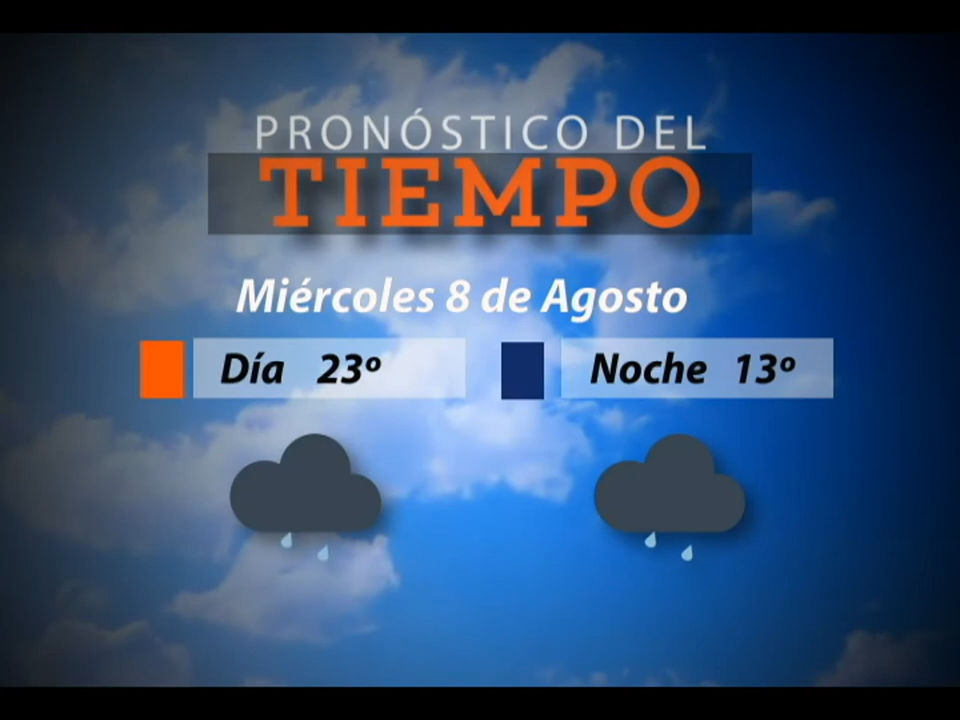 PRONÓSTICO DEL
TIEMPO
Miércoles 8 de Agosto
Día 23º
Noche 13º